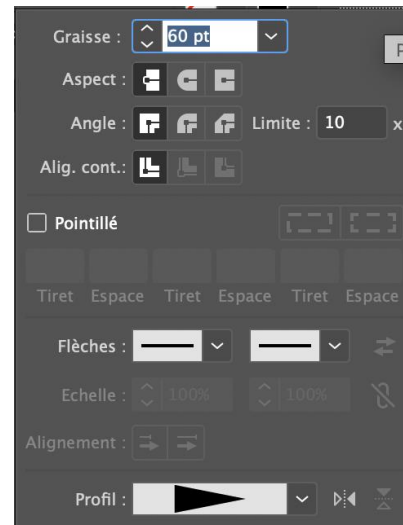 Graisse : 60 pt
P
Aspect :
Angle : Limite : 10 x
Alig. cont.:
Pointillé
Tiret Espace Tiret Espace Tiret Espace
Flèches :
Echelle : 100% 100%
Alignement :
Profil :